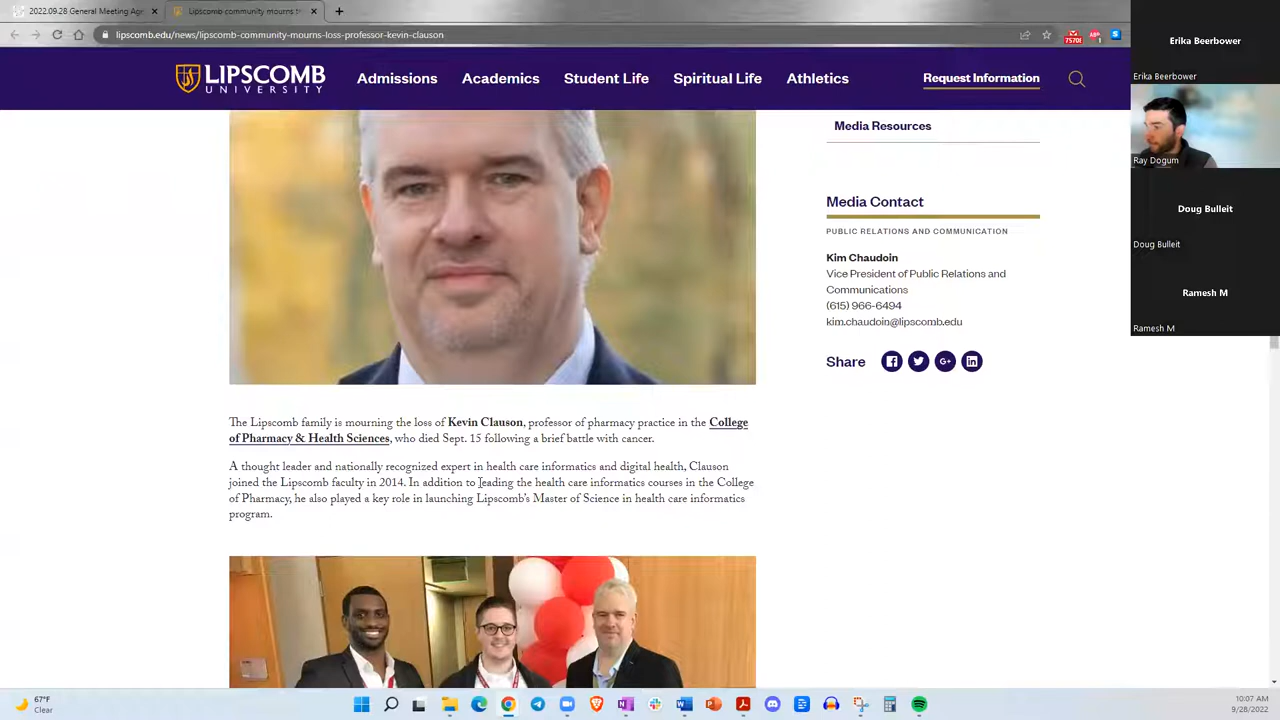 2022.09.28 General Meeting Age
Lipscomb community mourns
lipscomb.edu/news/lipscomb-community-mourns-loss-professor-kevin-clauson
LIPSCOMB
UNIVERSITY
Admissions Academics Student Life Spiritual Life Athletics
Request Information
Media Resources
Media Contact
PUBLIC RELATIONS AND COMMUNICATION
Kim Chaudoin
Vice President of Public Relations and
Communications
(615) 966-6494
kim.chaudoin@lipscomb.edu
Share
The Lipscomb family is mourning the loss of Kevin Clauson, professor of pharmacy practice in the College
of Pharmacy & Health Sciences, who died Sept. 15 following a brief battle with cancer.
A thought leader and nationally recognized expert in health care informatics and digital health, Clauson
joined the Lipscomb faculty in 2014. In addition to leading the health care informatics courses in the College
of Pharmacy, he also played a key role in launching Lipscomb's Master of Science in health care informatics
program.
Erika Beerbower
Erika Beerbower
Ray Dogum
Doug Bulleit
Doug Bulleit
Ramesh M
Ramesh M
67°F
Clear
10:07 AM
9/28/2022